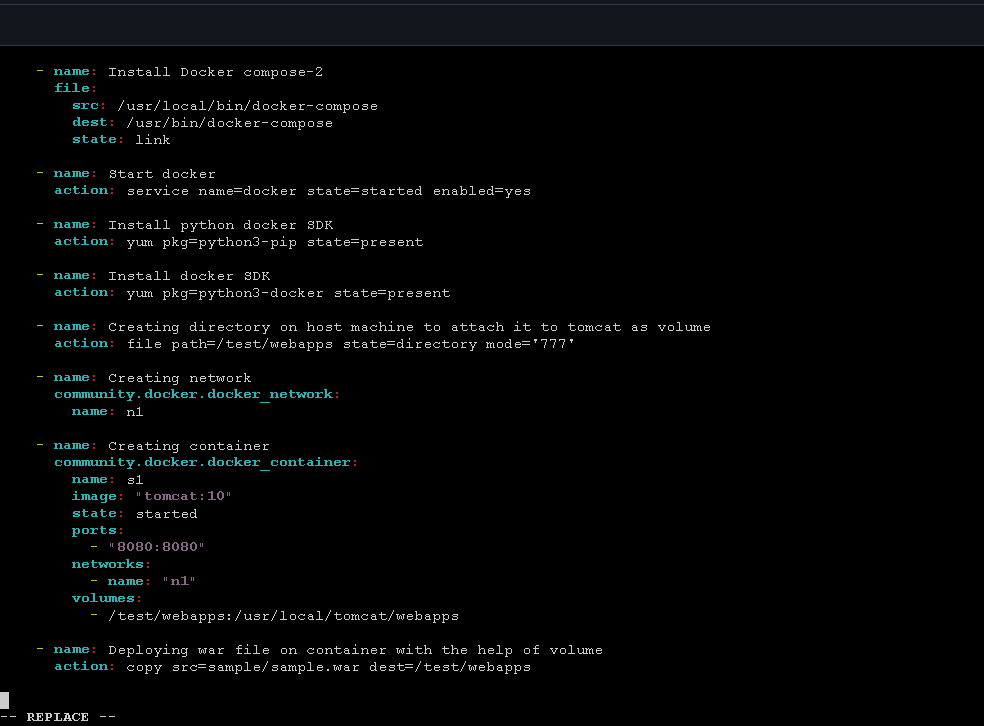 - name: Install Docker compose-2
  file:
    src: /usr/local/bin/docker-compose
    dest: /usr/bin/docker-compose
    state: link
- name: Start docker
  action: service name=docker state=started enabled=yes
- name: Install python docker SDK
  action: yum pkg=python3-pip state=present
- name: Install docker SDK
  action: yum pkg=python3-docker state=present
- name: Creating directory on host machine to attach it to tomcat as volume
  action: file path=/test/webapps state=directory mode='777'
- name: Creating network
  community.docker.docker_network:
    name: n1
- name: Creating container
  community.docker.docker_container:
    name: s1
    image: "tomcat:10"
    state: started
    ports:
      - "8080:8080"
    networks:
      - name: "n1"
    volumes:
      - /test/webapps:/usr/local/tomcat/webapps
- name: Deploying war file on container with the help of volume
  action: copy src=sample/sample.war dest=/test/webapps
-- REPLACE --